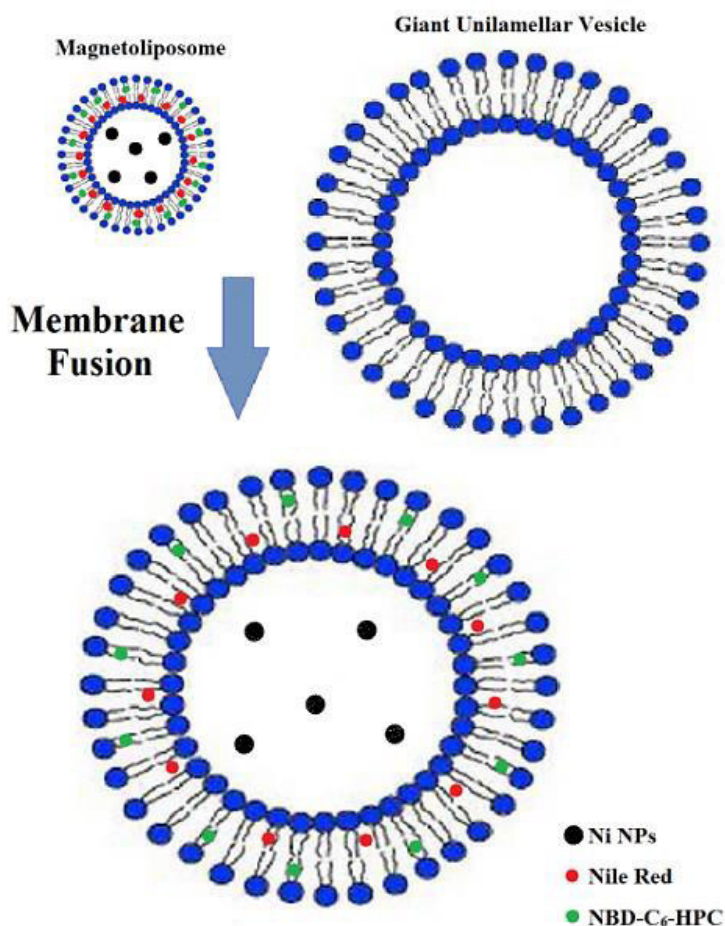 Giant Unilamellar Vesicle
Magnetoliposome
Membrane
Fusion
Ni NPs
Nile Red
NBD-C₆-HPC